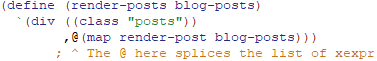 (define (render-posts blog-posts)
  `(div ((class "posts"))
        ,@(map render-post blog-posts)))
       ; ^ The @ here splices the list of xexpr